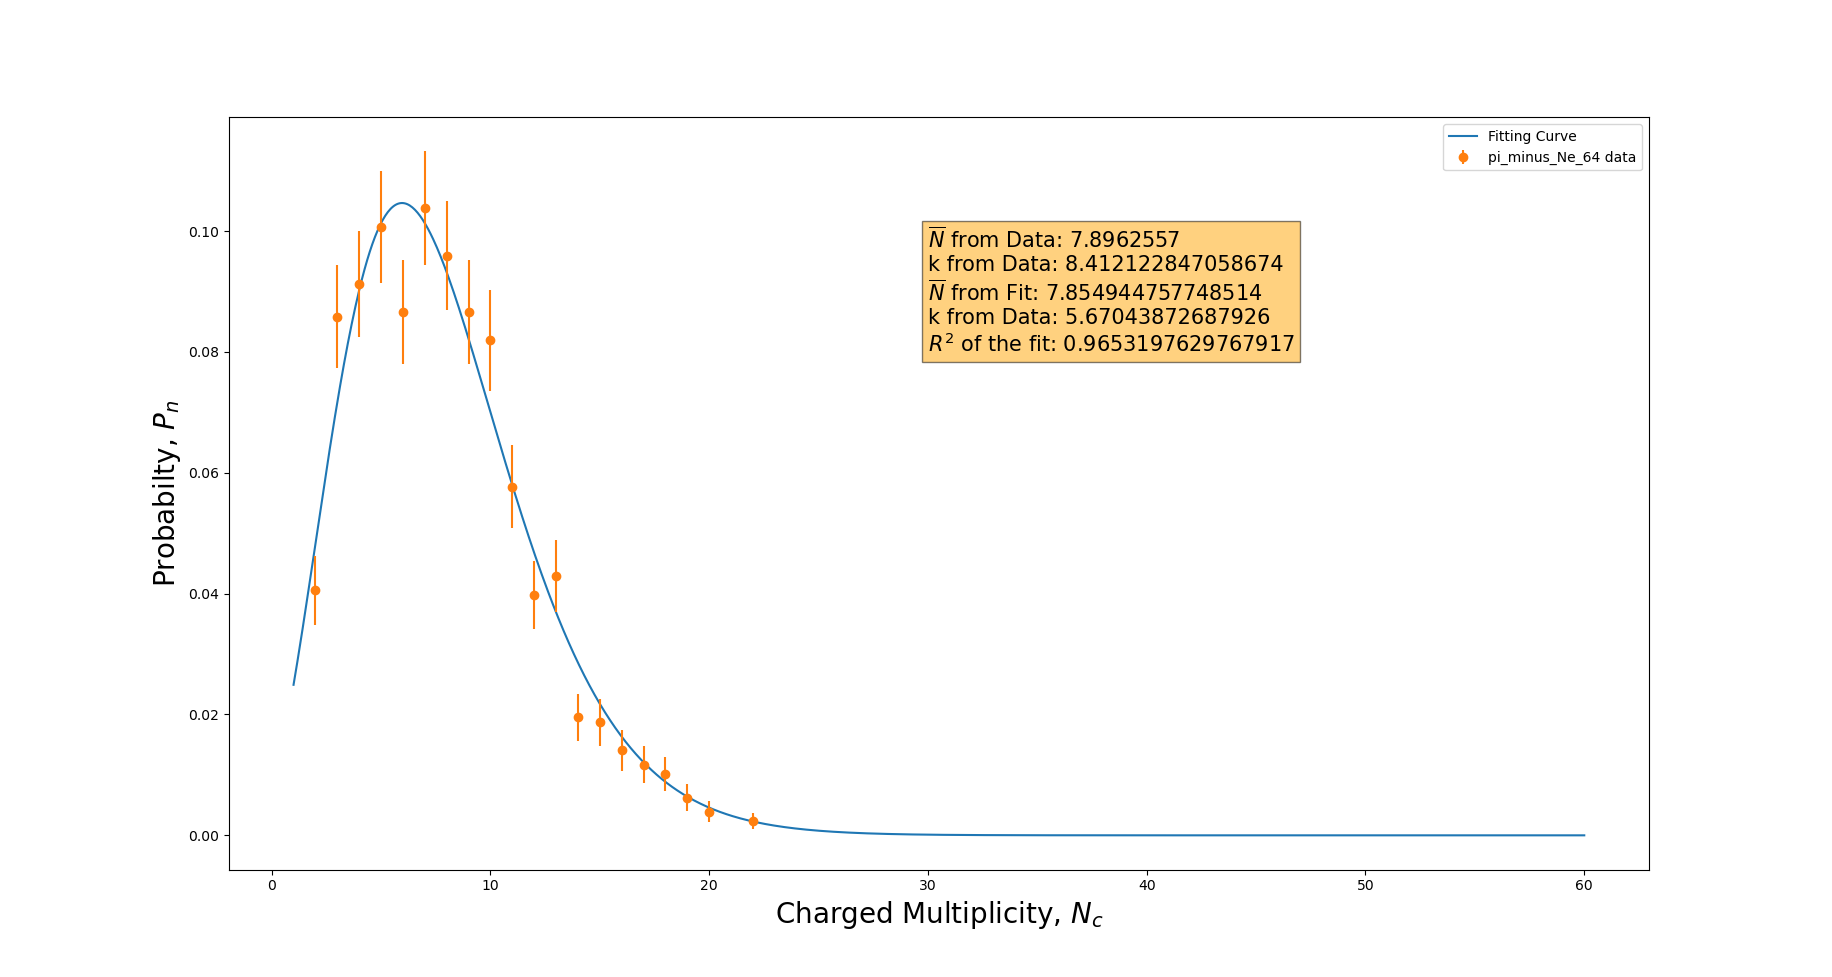 Fitting Curve
pi_minus_Ne_64 data
N̅ from Data: 7.8962557
k from Data: 8.412122847058674
N̅ from Fit: 7.854944757748514
k from Data: 5.67043872687926
R² of the fit: 0.9653197629767917
Probabilty, Pₙ
0.10
0.08
0.06
0.04
0.02
0.00
0 10 20 30 40 50 60
Charged Multiplicity, N_c